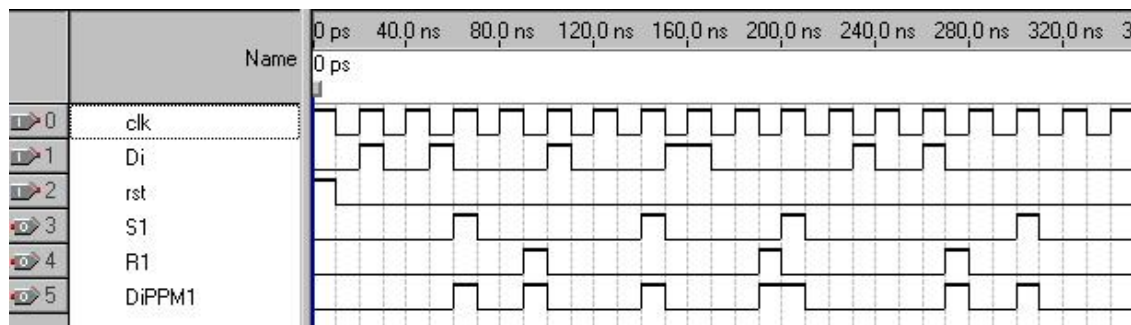 Name
0 ps 40.0 ns 80.0 ns 120.0 ns 160.0 ns 200.0 ns 240.0 ns 280.0 ns 320.0 ns 3
0 ps
0 clk
1 Di
2 rst
3 S1
4 R1
5 DiPPM1